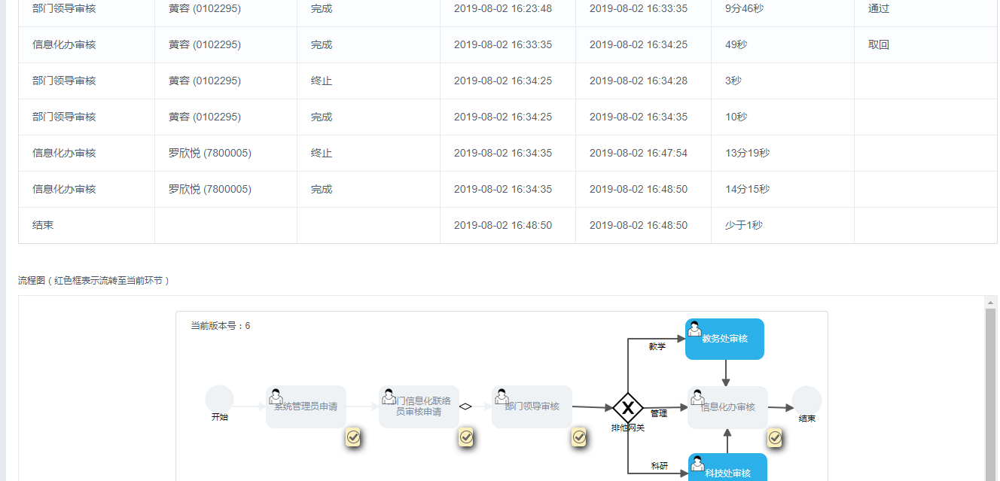 部门领导审核 黄容 (0102295) 完成 2019-08-02 16:23:48 2019-08-02 16:33:35 9分46秒 通过
信息化办审核 黄容 (0102295) 完成 2019-08-02 16:33:35 2019-08-02 16:34:25 49秒 取回
部门领导审核 黄容 (0102295) 终止 2019-08-02 16:34:25 2019-08-02 16:34:28 3秒
部门领导审核 黄容 (0102295) 完成 2019-08-02 16:34:25 2019-08-02 16:34:35 10秒
信息化办审核 罗欣悦 (7800005) 终止 2019-08-02 16:34:35 2019-08-02 16:47:54 13分19秒
信息化办审核 罗欣悦 (7800005) 完成 2019-08-02 16:34:35 2019-08-02 16:48:50 14分15秒
结束 2019-08-02 16:48:50 2019-08-02 16:48:50 少于1秒
流程图（红色框表示流转至当前环节）
当前版本号：6
开始
系统管理员申请
门信息化联络
员审核申请
部门领导审核
X
排他网关
教学
管理
科研
教务处审核
信息化办审核
科技处审核
结束